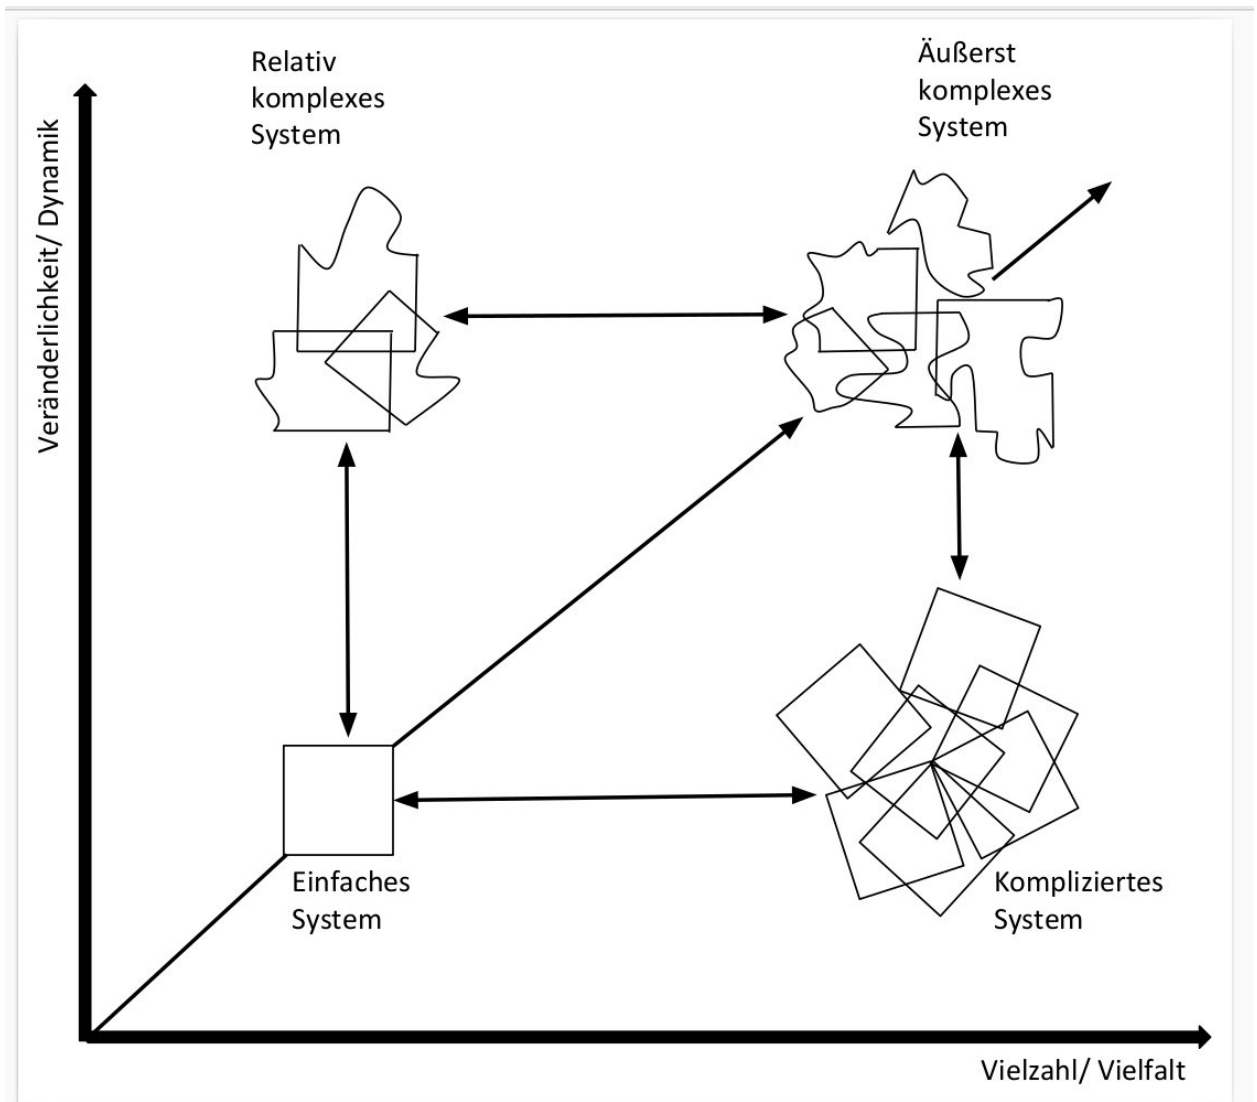 Relativ
komplexes
System
Äußerst
komplexes
System
Veränderlichkeit/ Dynamik
Einfaches
System
Kompliziertes
System
Vielzahl/ Vielfalt